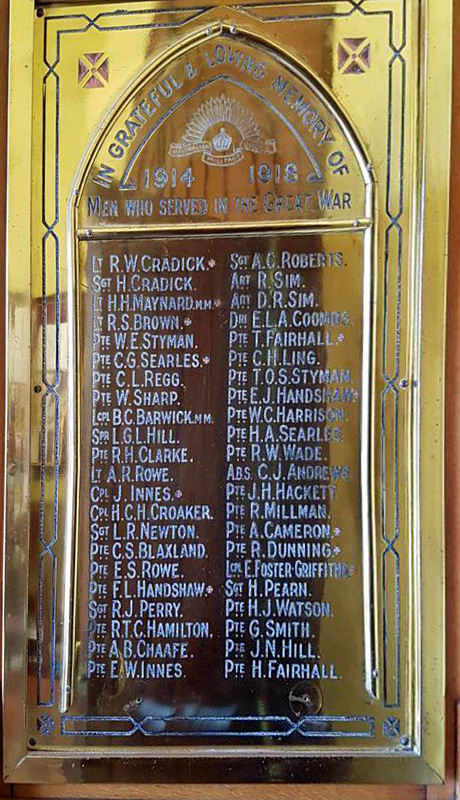 IN GRATEFUL & LOVING MEMORY OF
AUSTRALIAN
MILITARY
1914 1918
MEN WHO SERVED IN THE GREAT WAR
LT R.W. CRADICK.
SGT H. CRADICK.
LT H.H. MAYNARD. M.M.
LT R.S. BROWN.
PTE W.E. STYMAN.
PTE C.G. SEARLES.
PTE C.L. REGG.
PTE W. SHARP.
LCPL B.C. BARWICK. M.M.
SPR L.G.L. HILL.
PTE R.H. CLARKE.
LT A.R. ROWE.
CPL J. INNES.
CPL H.C.H. CROAKER.
SGT L.R. NEWTON.
PTE C.S. BLAXLAND.
PTE E.S. ROWE.
PTE F.L. HANDSHAW
SGT R.J. PERRY.
PTE R.T.C. HAMILTON.
PTE A.B. CHAAFE.
PTE E.W. INNES.
SGT A.C. ROBERTS.
ART R. SIM.
ART D.R. SIM.
DRI E.L.A. COOMBS.
PTE T. FAIRHALL.
PTE C.H. LING.
PTE T.O.S. STYMAN.
PTE E.J. HANDSHAW
PTE W.C. HARRISON.
PTE H.A. SEARLES.
PTE R.W. WADE.
ABS. C.J. ANDREWS.
PTE J.H. HACKETT
PTE R. MILLMAN.
PTE A. CAMERON.
PTE R. DUNNING
LCPL E. FOSTER-GRIFFITHS
SGT H. PEARN.
PTE H.J. WATSON.
PTE G. SMITH.
PTE J.N. HILL.
PTE H. FAIRHALL.